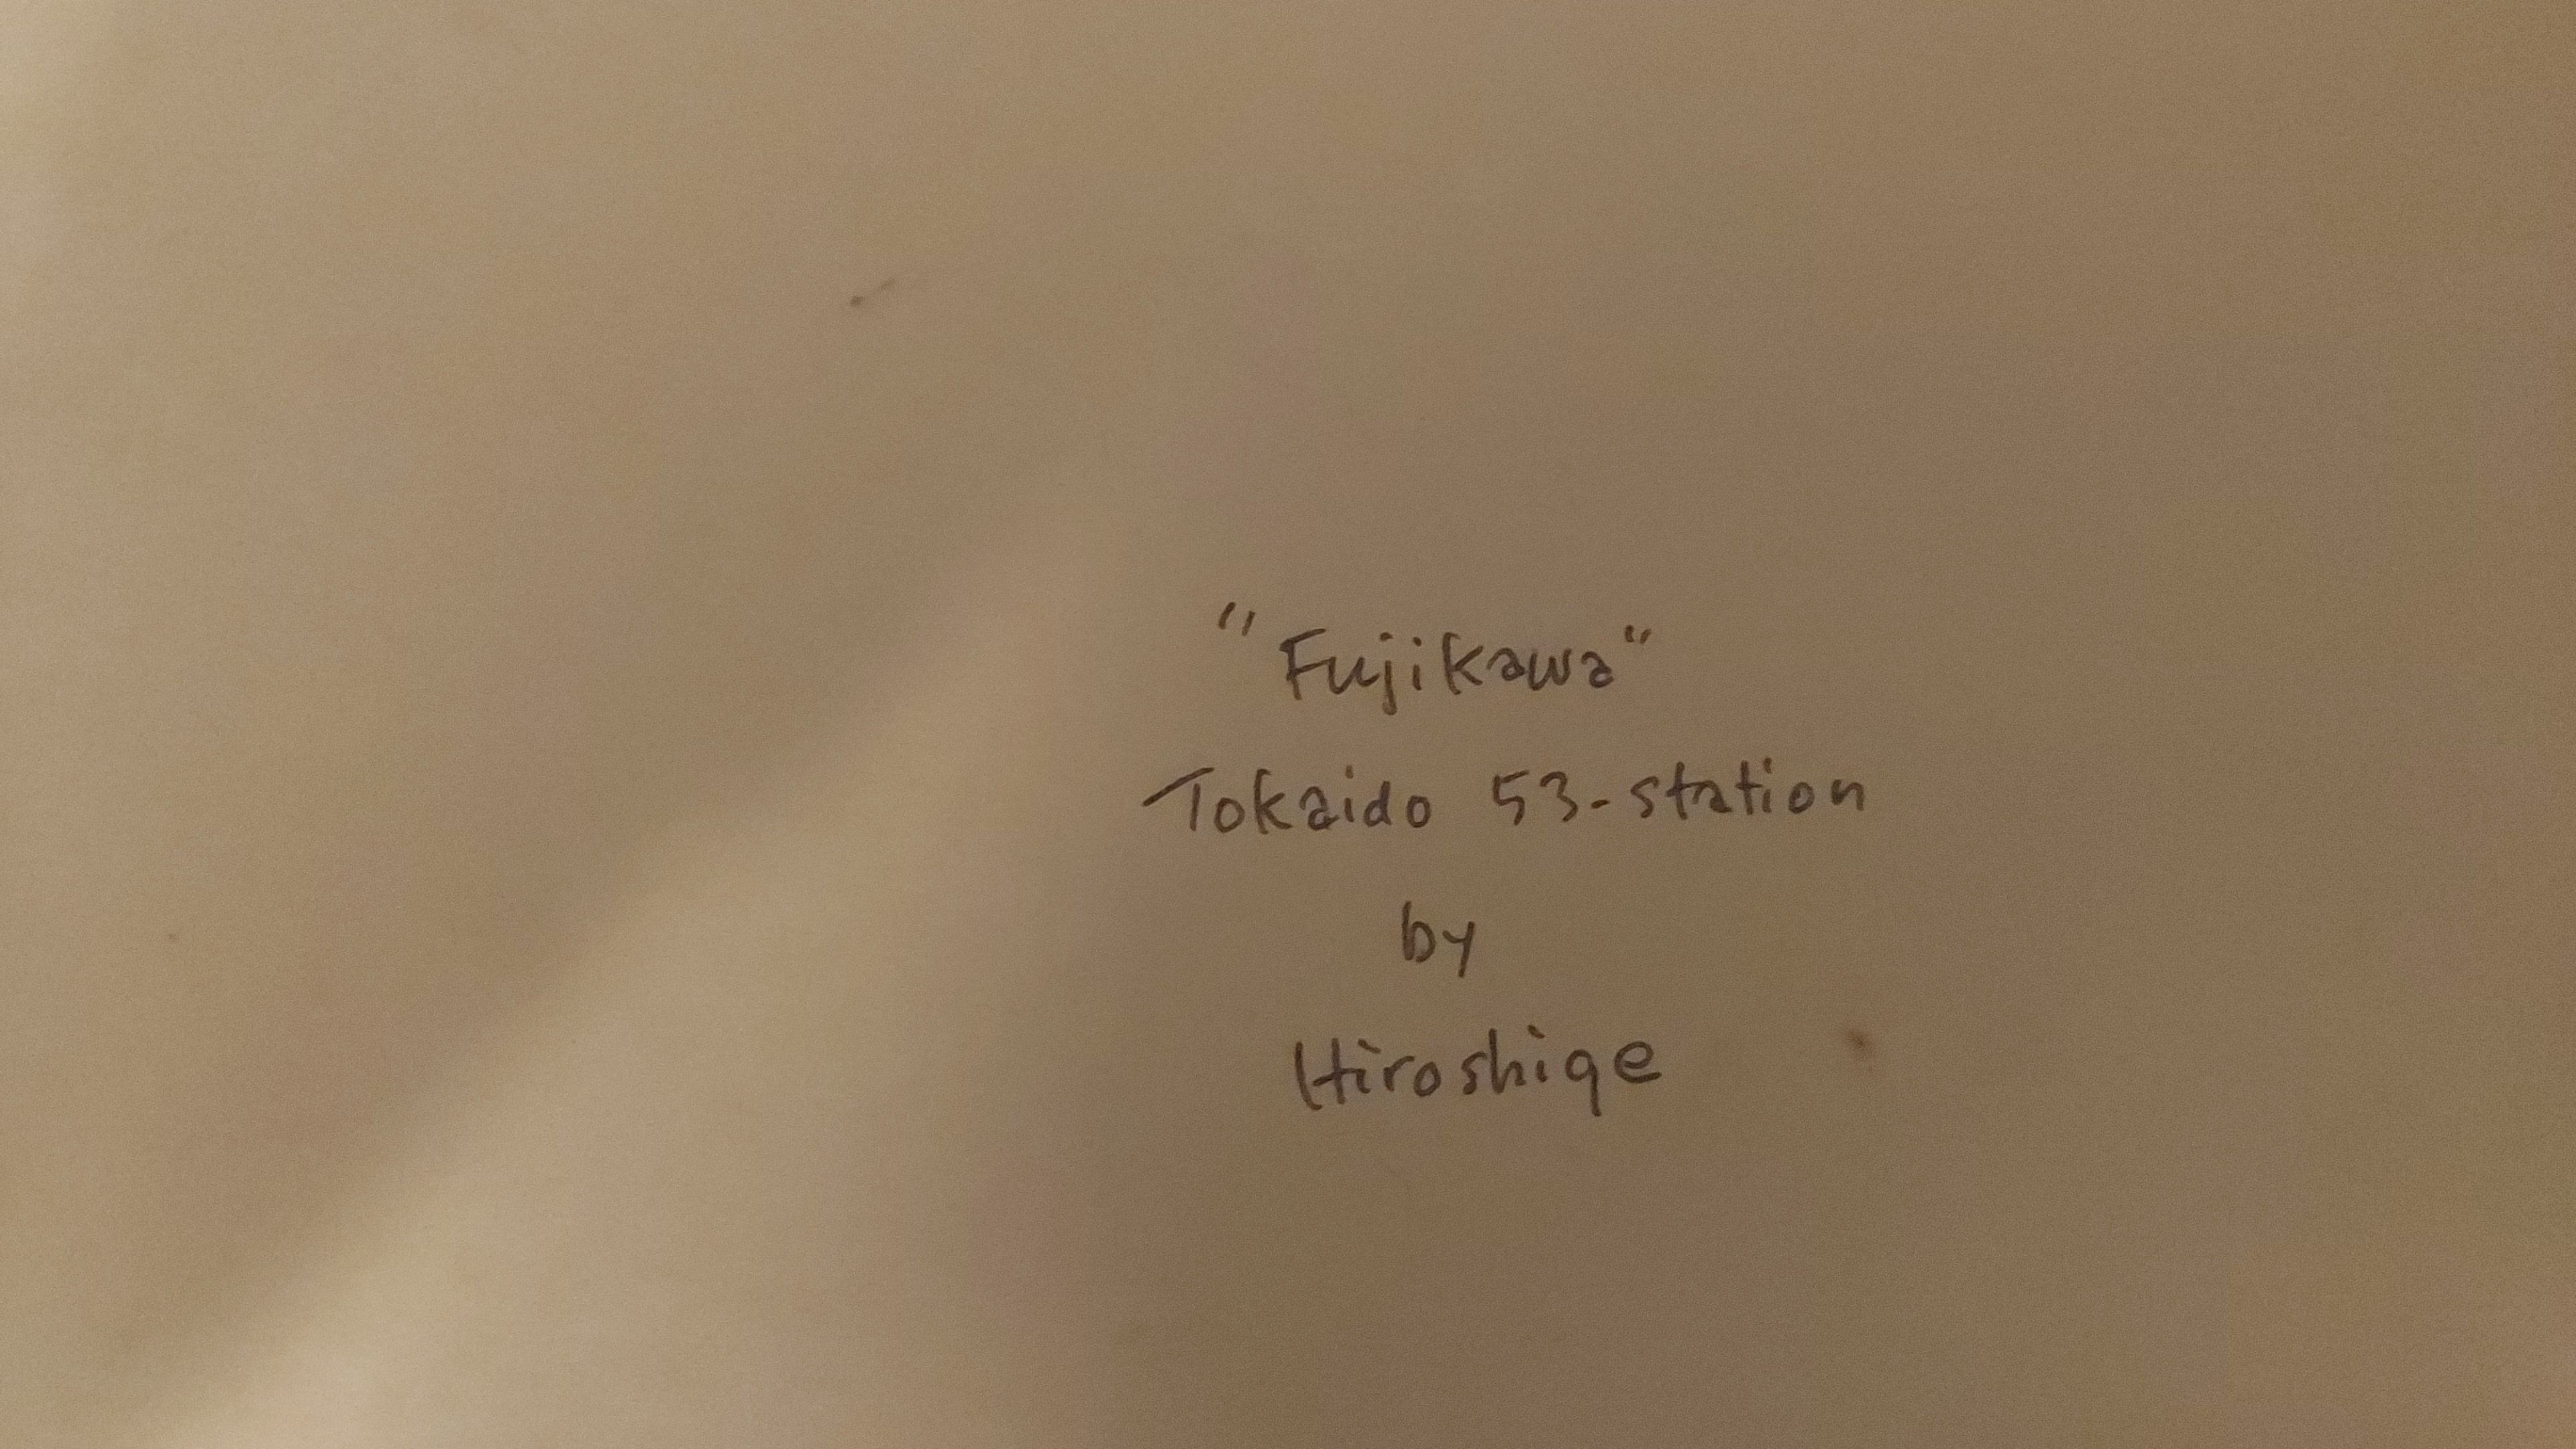 "Fujikawa"
Tokaido 53-station
by
Hiroshige